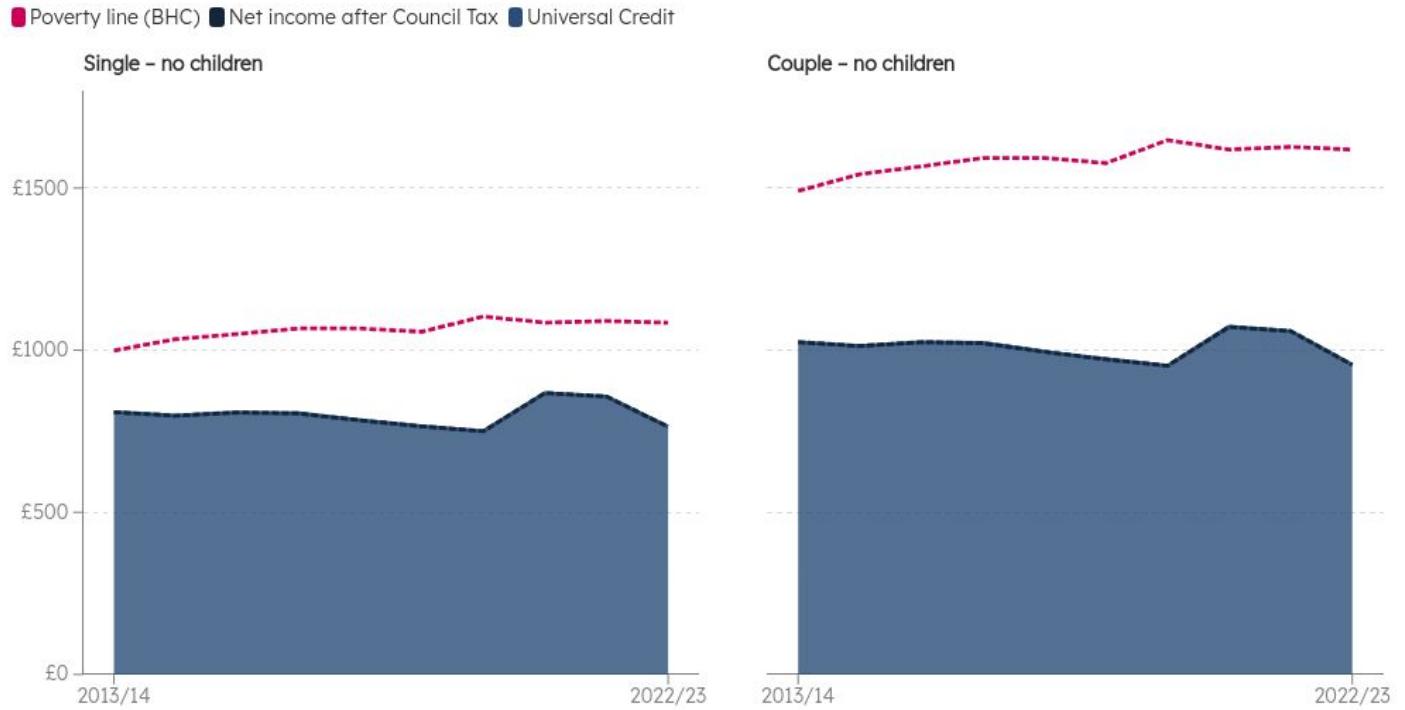 Poverty line (BHC) Net income after Council Tax Universal Credit
Single – no children
Couple – no children
£1500
£1000
£500
£0
2013/14
2022/23
2013/14
2022/23